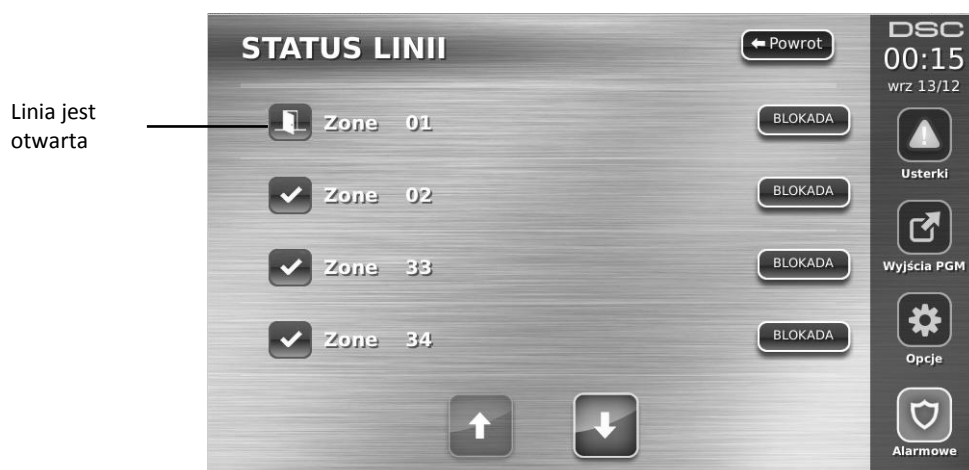 STATUS LINII
Powrot
DSC
00:15
wrz 13/12
Linia jest
otwarta
Zone 01
BLOKADA
Usterki
Zone 02
BLOKADA
Wyjścia PGM
Zone 33
BLOKADA
Zone 34
BLOKADA
Opcje
Alarmowe